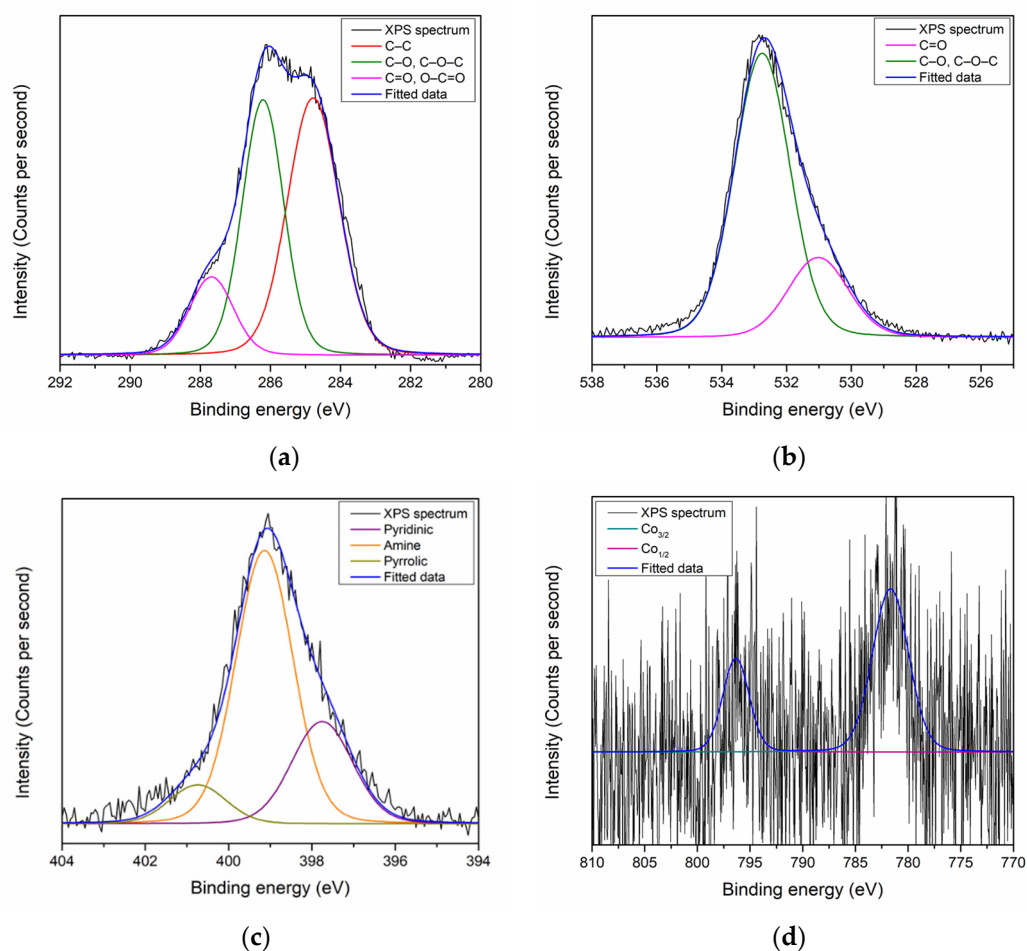 XPS spectrum
C–C
C–O, C–O–C
C=O, O–C=O
Fitted data
Intensity (Counts per second)
292 290 288 286 284 282 280
Binding energy (eV)
(a)
XPS spectrum
C=O
C–O, C–O–C
Fitted data
Intensity (Counts per second)
538 536 534 532 530 528 526
Binding energy (eV)
(b)
XPS spectrum
Pyridinic
Amine
Pyrrolic
Fitted data
Intensity (Counts per second)
404 402 400 398 396 394
Binding energy (eV)
(c)
XPS spectrum
Co3/2
Co1/2
Fitted data
Intensity (Counts per second)
810 805 800 795 790 785 780 775 770
Binding energy (eV)
(d)